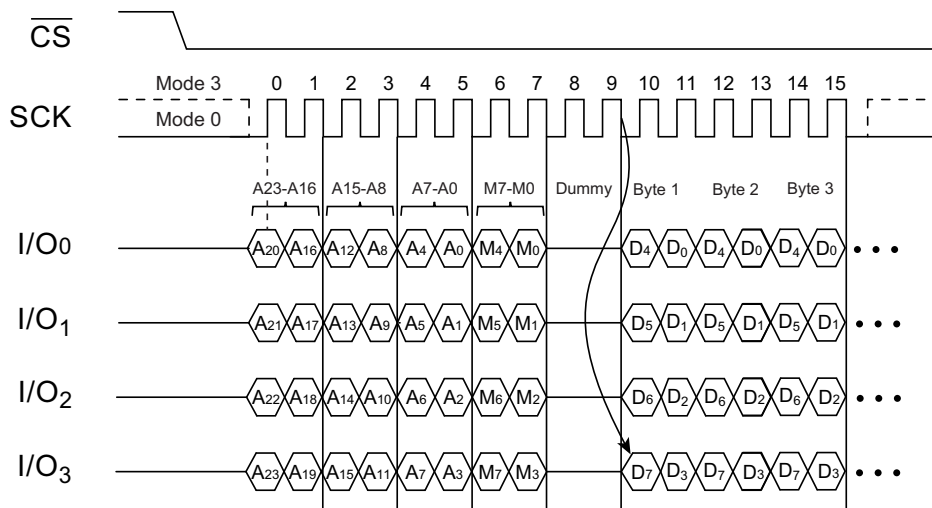 CS
Mode 3
0 1 2 3 4 5 6 7 8 9 10 11 12 13 14 15
SCK
Mode 0
A23-A16 A15-A8 A7-A0 M7-M0 Dummy Byte 1 Byte 2 Byte 3
I/O0 A20 A16 A12 A8 A4 A0 M4 M0 D4 D0 D4 D0 D4 D0 • • •
I/O1 A21 A17 A13 A9 A5 A1 M5 M1 D5 D1 D5 D1 D5 D1 • • •
I/O2 A22 A18 A14 A10 A6 A2 M6 M2 D6 D2 D6 D2 D6 D2 • • •
I/O3 A23 A19 A15 A11 A7 A3 M7 M3 D7 D3 D7 D3 D7 D3 • • •